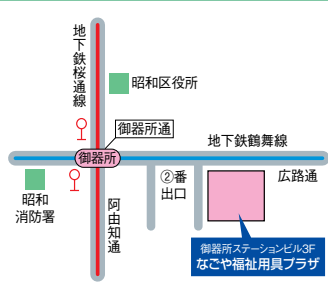 地下鉄桜通線
昭和区役所
御器所通
御器所
地下鉄鶴舞線
広路通
②番
出口
昭和
消防署
阿由知通
御器所ステーションビル3F
なごや福祉用具プラザ